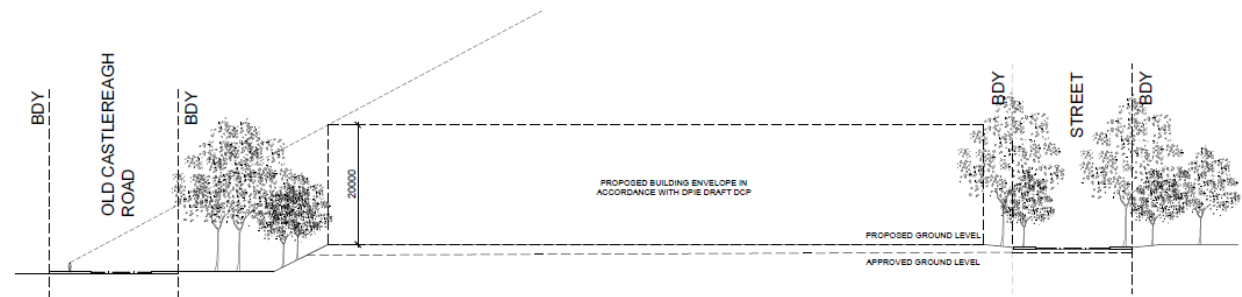 BDY
OLD CASTLEREAGH
ROAD
BDY
20000
PROPOSED BUILDING ENVELOPE IN
ACCORDANCE WITH DPIE DRAFT DCP
PROPOSED GROUND LEVEL
APPROVED GROUND LEVEL
BDY
STREET
BDY